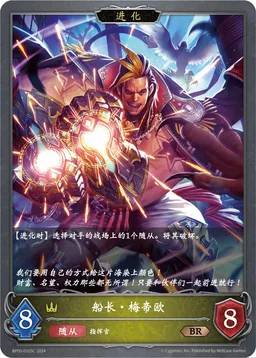 进化
【进化时】选择对手的战场上的1个随从。将其破坏。
我们要用自己的方式给这片海染上颜色！
财富、名望、权力那些都无所谓！只要和伙伴们一起前进就行！
8
船长·梅帝欧
8
随从 指挥官
BR